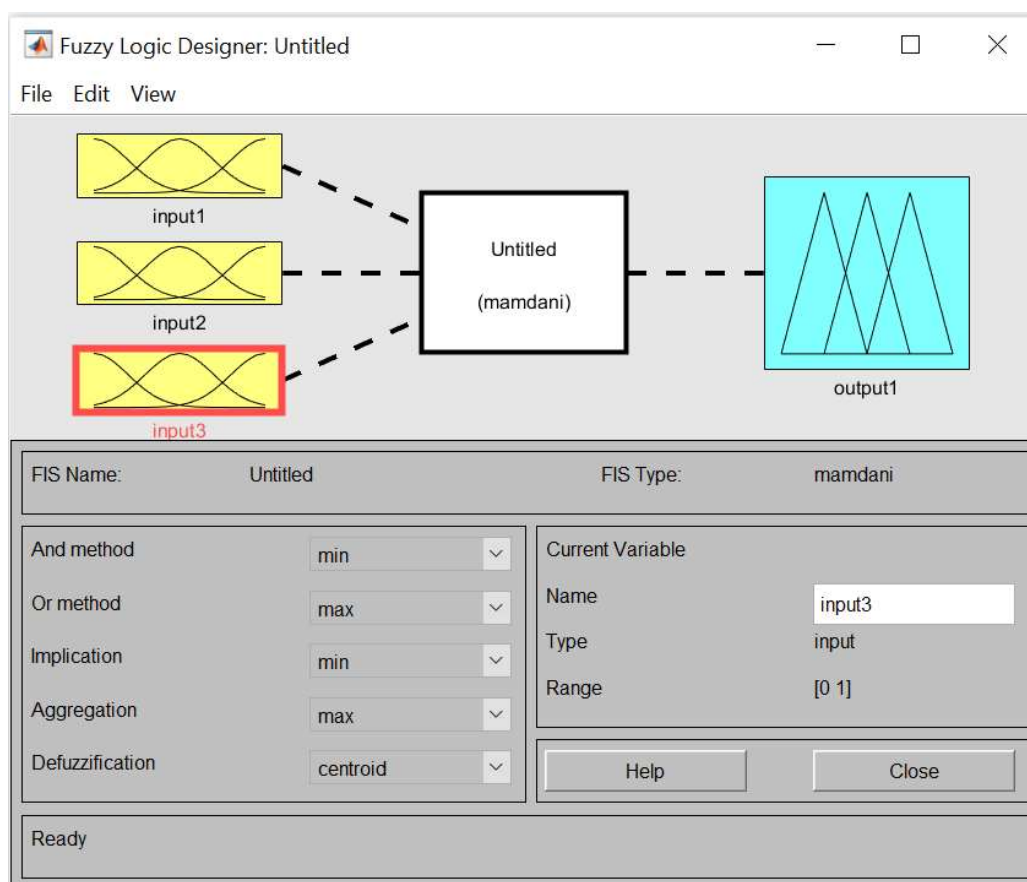 Fuzzy Logic Designer: Untitled
File Edit View
input1
input2
input3
Untitled
(mamdani)
output1
FIS Name: Untitled FIS Type: mamdani
And method min
Or method max
Implication min
Aggregation max
Defuzzification centroid
Current Variable
Name input3
Type input
Range [0 1]
Help Close
Ready